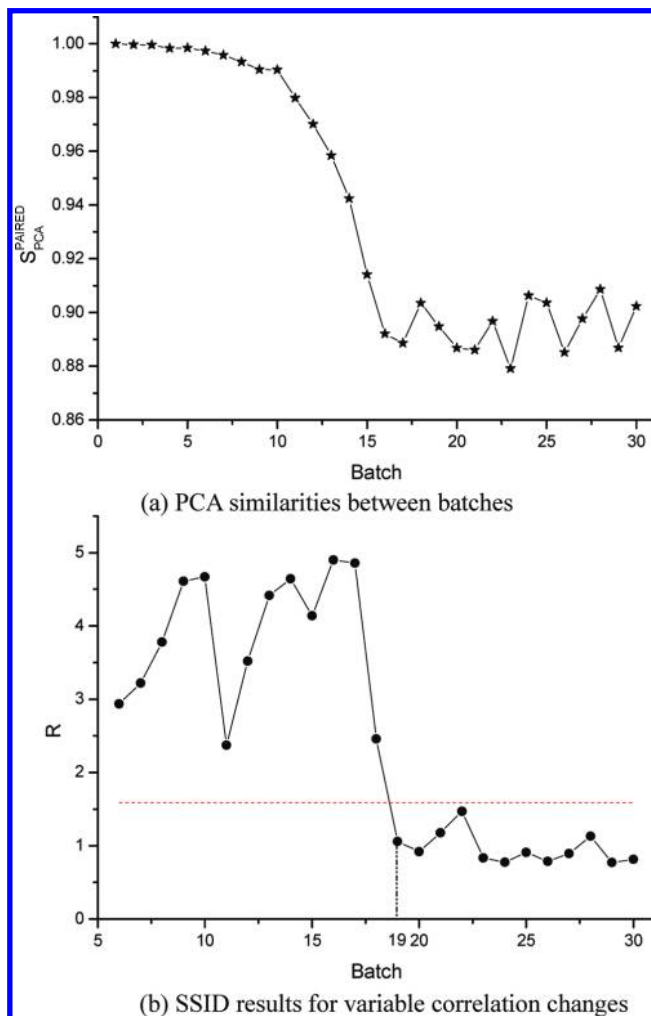 1.00
0.98
0.96
0.94
0.92
0.90
0.88
0.86
S PAIRED PCA
0 5 10 15 20 25 30
Batch
(a) PCA similarities between batches
5
4
3
2
1
0
R
5 10 15 19 20 25 30
Batch
(b) SSID results for variable correlation changes